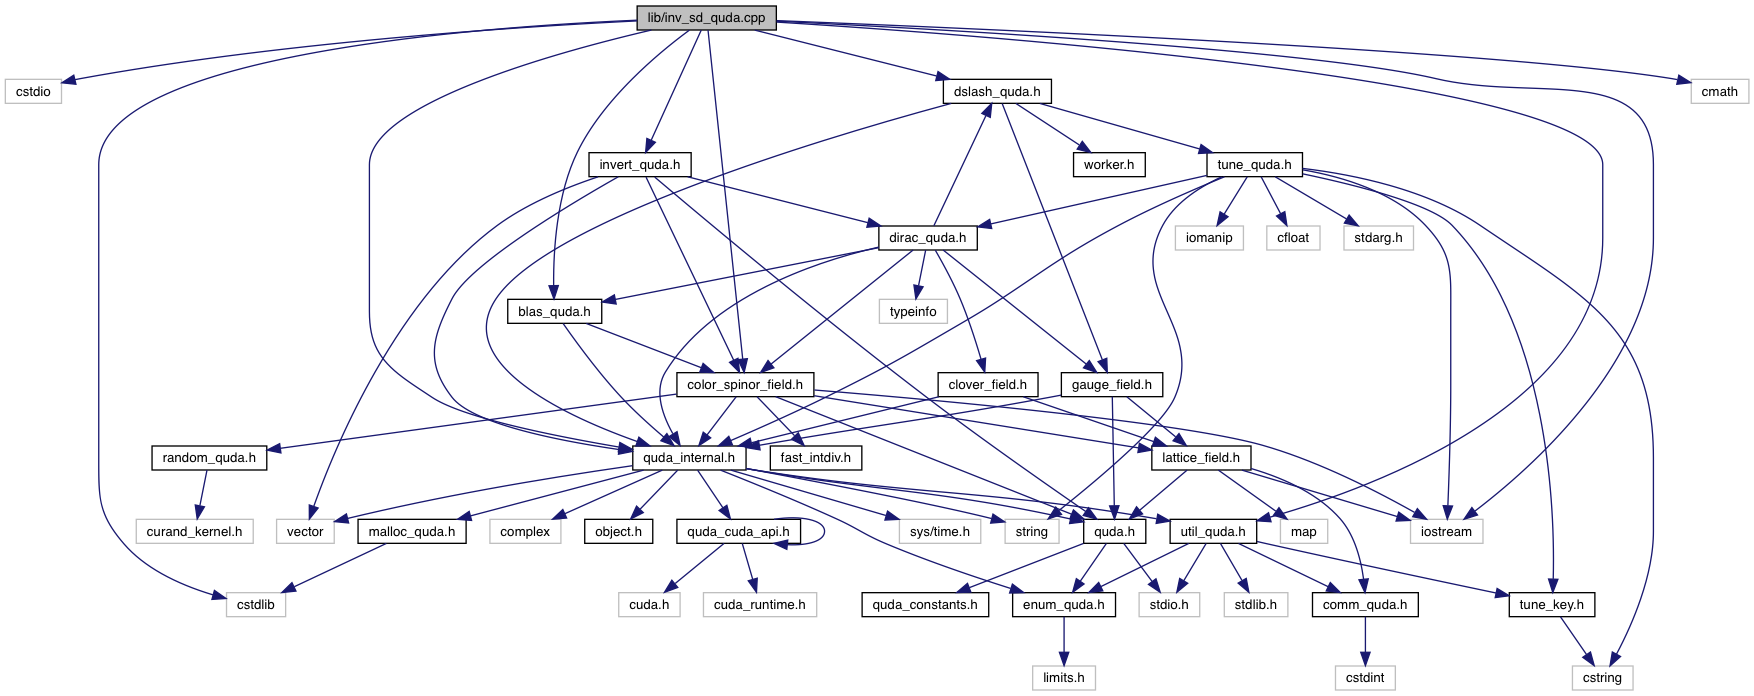 lib/inv_sd_quda.cpp
cstdio
dslash_quda.h
cmath
invert_quda.h
worker.h
tune_quda.h
dirac_quda.h
iomanip
cfloat
stdarg.h
blas_quda.h
typeinfo
color_spinor_field.h
clover_field.h
gauge_field.h
random_quda.h
quda_internal.h
fast_intdiv.h
lattice_field.h
curand_kernel.h
vector
malloc_quda.h
complex
object.h
quda_cuda_api.h
sys/time.h
string
quda.h
util_quda.h
map
iostream
cstdlib
cuda.h
cuda_runtime.h
quda_constants.h
enum_quda.h
stdio.h
stdlib.h
comm_quda.h
tune_key.h
limits.h
cstdint
cstring